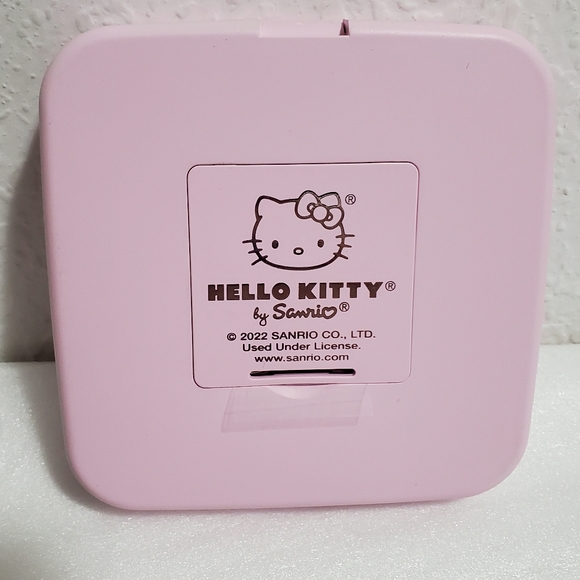 ®
HELLO KITTY®
by Sanrio®
© 2022 SANRIO CO., LTD.
Used Under License.
www.sanrio.com